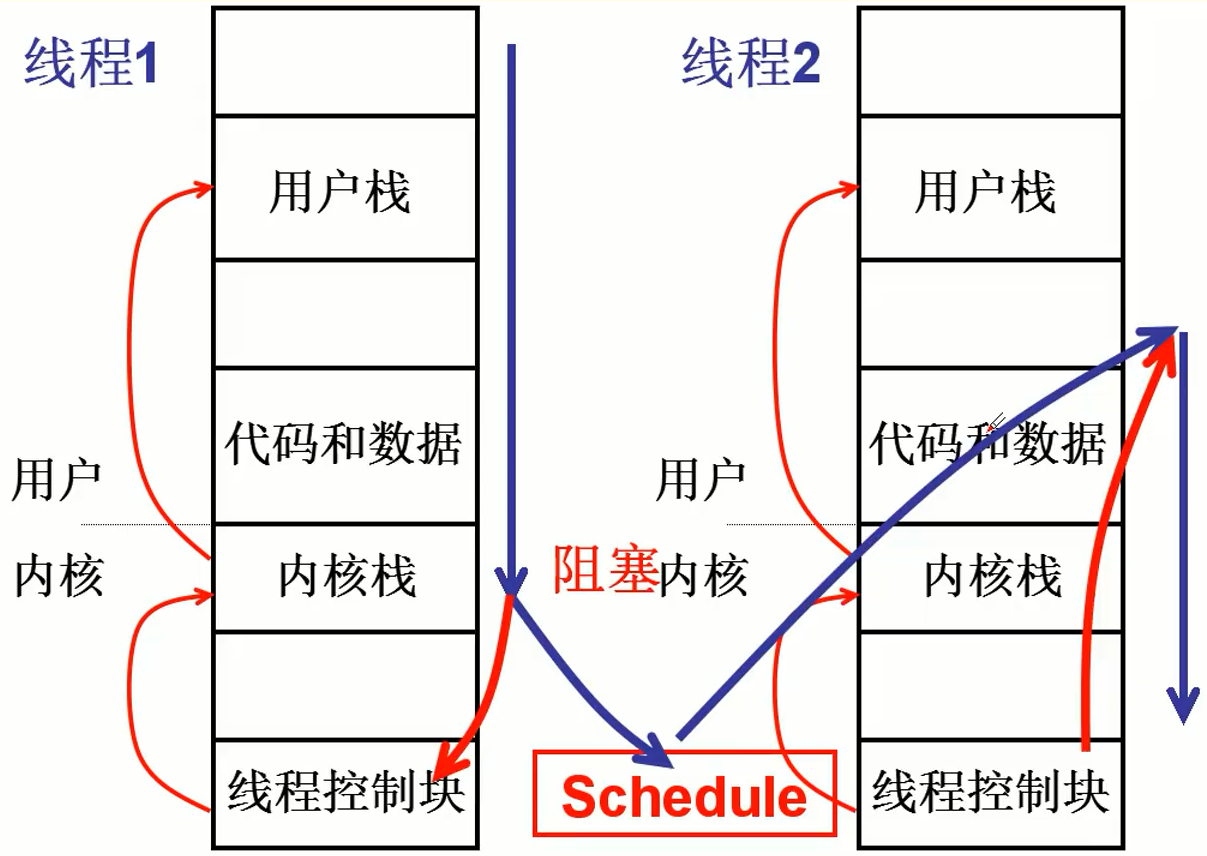 线程1
用户栈
代码和数据
用户
内核
内核栈
线程控制块
阻塞
Schedule
线程2
用户栈
代码和数据
用户
内核
内核栈
线程控制块